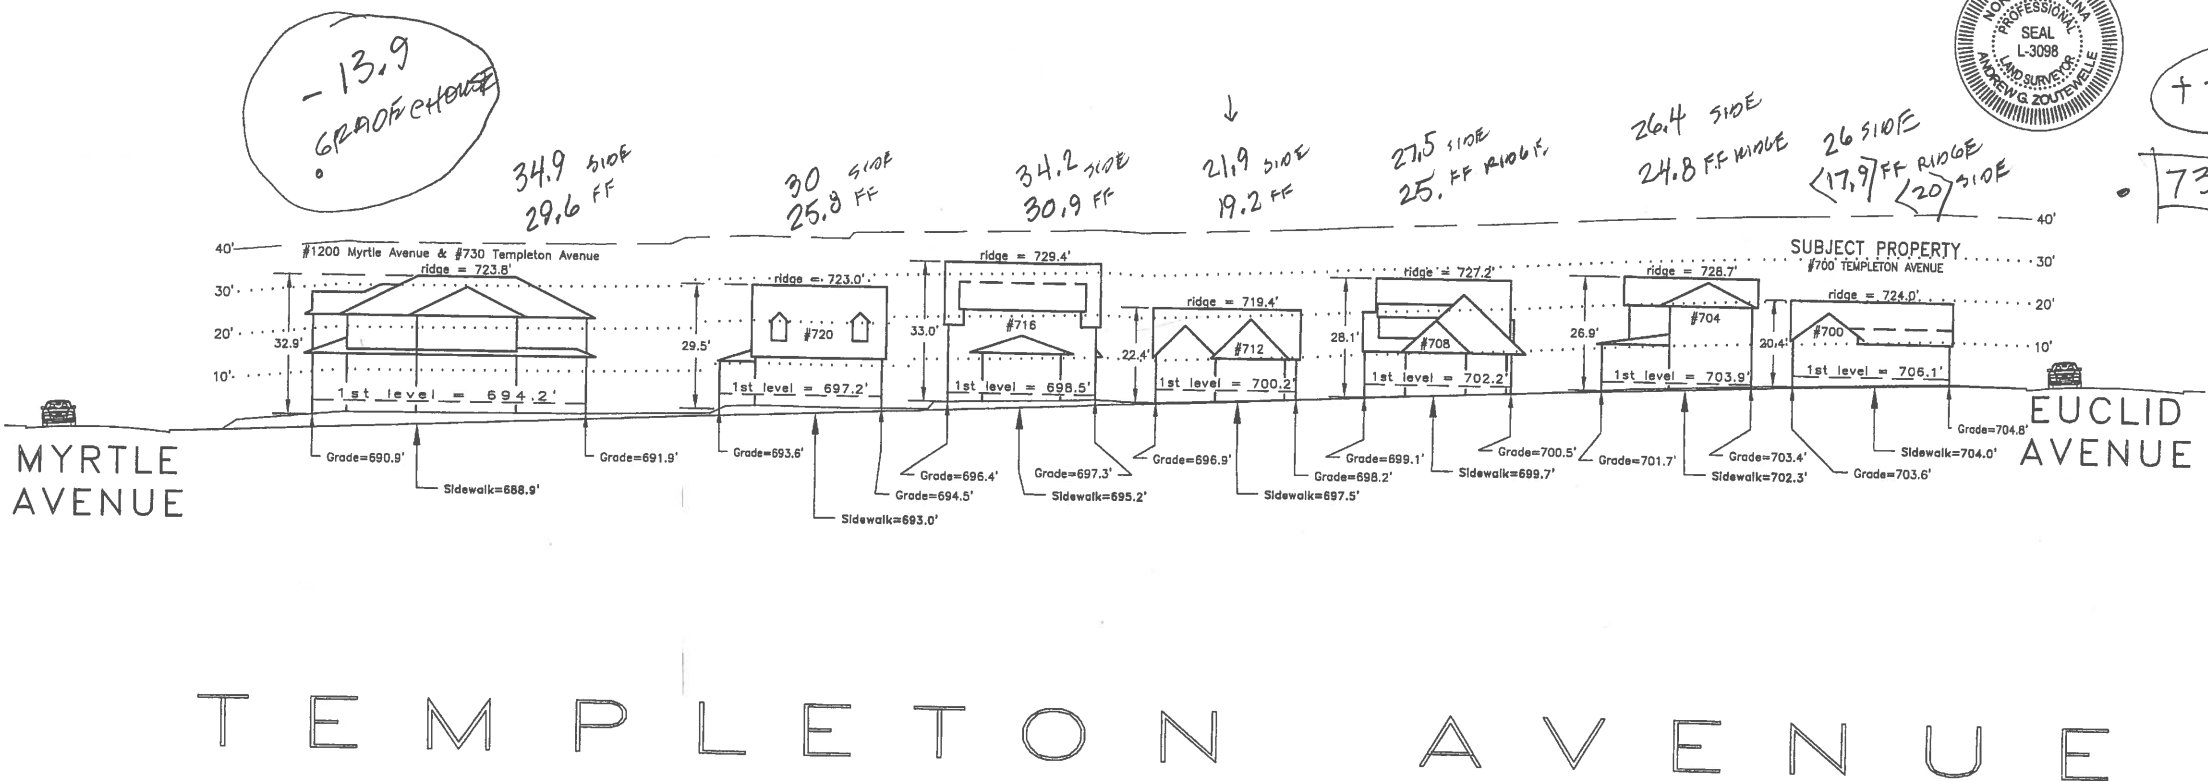 - 13.9
GRADE CHOUSE
34.9 SIDE
29.6 FF
30 SIDE
25.8 FF
34.2 SIDE
30.9 FF
21.9 SIDE
19.2 FF
27.5 SIDE
25. FF RIDGE
26.4 SIDE
24.8 FF RIDGE
26 SIDE
<17.9> FF RIDGE
<20> SIDE
PROFESSIONAL
SEAL
L-3098
LAND SURVEYOR
ANDREW G. ZOUTEWELLE
+
73
40'
30'
20'
10'
#1200 Myrtle Avenue & #730 Templeton Avenue
ridge = 723.8'
32.9'
1st level = 694.2'
29.5'
ridge = 723.0'
#720
1st level = 697.2'
33.0'
ridge = 729.4'
#716
1st level = 698.5'
22.4'
ridge = 719.4'
#712
1st level = 700.2'
28.1'
ridge = 727.2'
#708
1st level = 702.2'
26.9'
ridge = 728.7'
#704
1st level = 703.9'
20.4'
SUBJECT PROPERTY
#700 TEMPLETON AVENUE
ridge = 724.0'
#700
1st level = 706.1'
40'
30'
20'
10'
MYRTLE
AVENUE
Grade=690.9'
Sidewalk=688.9'
Grade=691.9'
Grade=693.6'
Sidewalk=693.0'
Grade=694.5'
Grade=696.4'
Sidewalk=695.2'
Grade=697.3'
Grade=696.9'
Sidewalk=697.5'
Grade=698.2'
Grade=699.1'
Sidewalk=699.7'
Grade=700.5'
Grade=701.7'
Sidewalk=702.3'
Grade=703.4'
Grade=703.6'
Sidewalk=704.0'
Grade=704.8'
EUCLID
AVENUE
TEMPLETON AVENUE